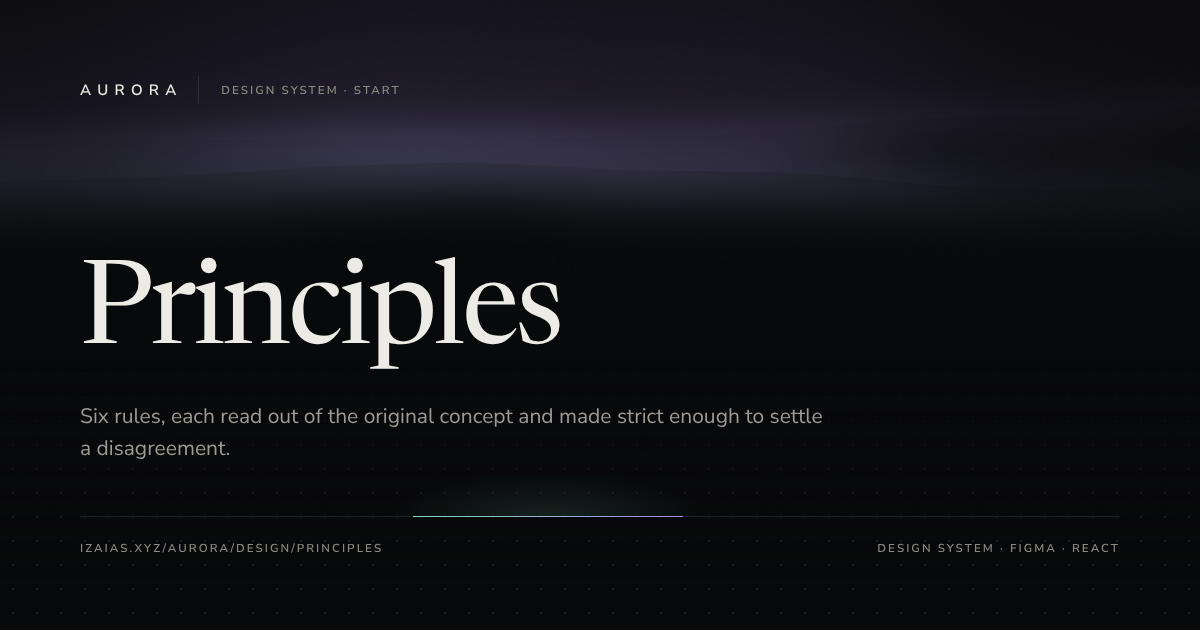 AURORA
DESIGN SYSTEM · START
Principles
Six rules, each read out of the original concept and made strict enough to settle
a disagreement.
IZAIAS.XYZ/AURORA/DESIGN/PRINCIPLES
DESIGN SYSTEM · FIGMA · REACT